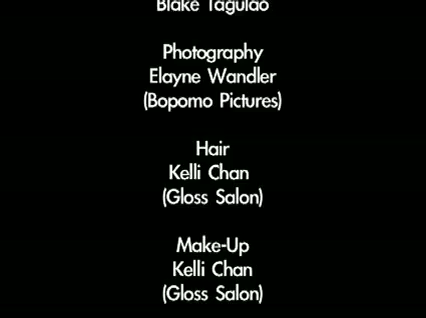 Blake Tagulao
Photography
Elayne Wandler
(Bopomo Pictures)
Hair
Kelli Chan
(Gloss Salon)
Make-Up
Kelli Chan
(Gloss Salon)